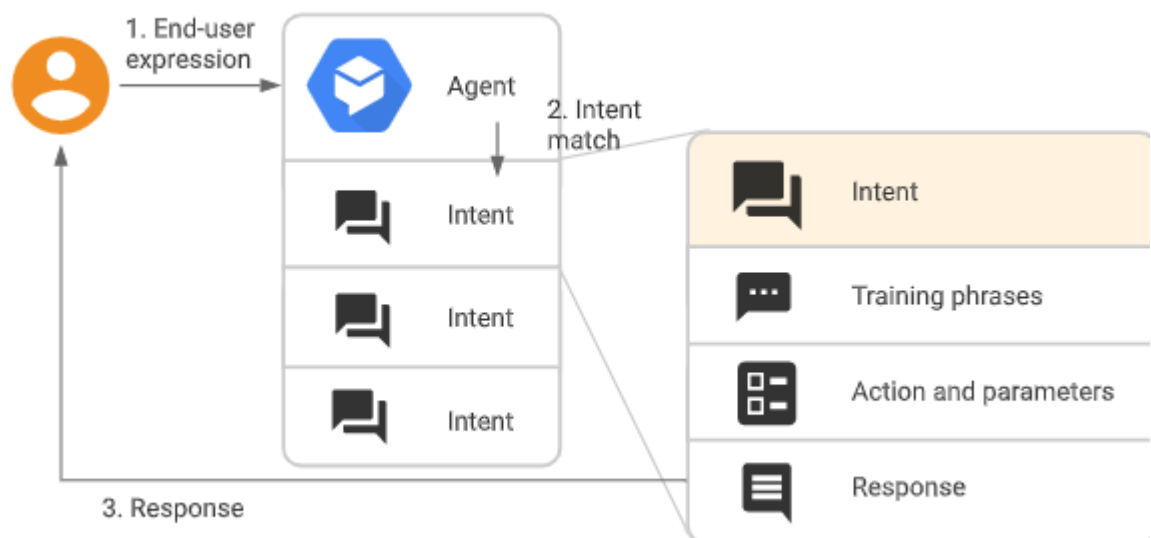 1. End-user
expression
Agent
2. Intent
match
Intent
Intent
Intent
Intent
Training phrases
Action and parameters
Response
3. Response